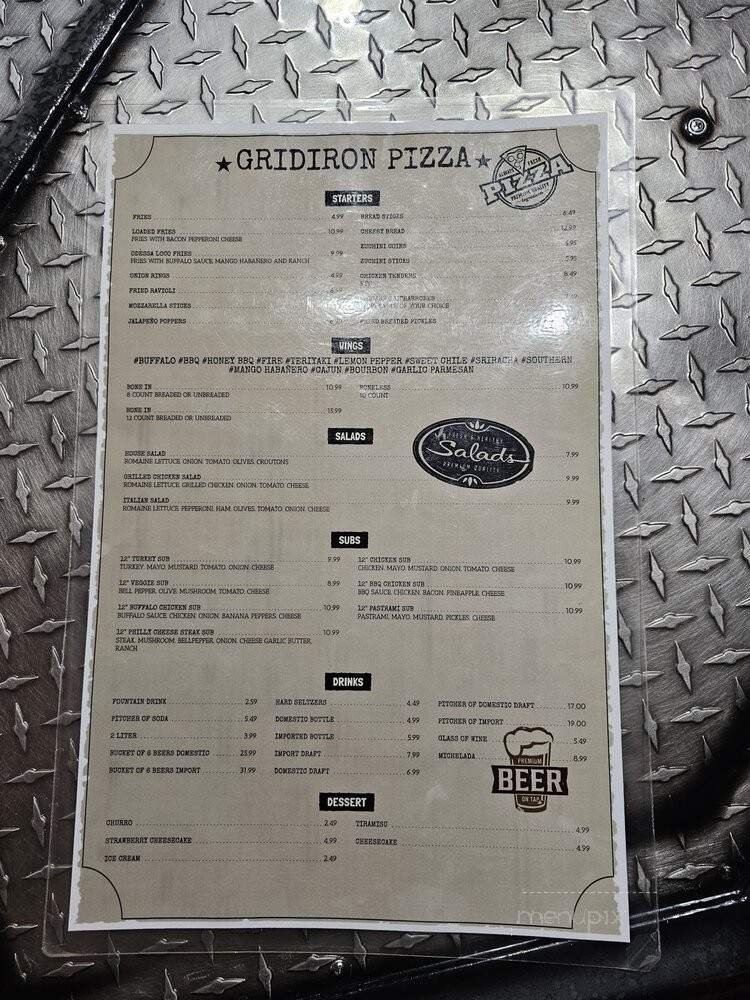 GRIDIRON PIZZA
ALWAYS FRESH
PIZZA
PREMIUM QUALITY
STARTERS
FRIES 4.99
LOADED FRIES 10.99
FRIES WITH BACON PEPPERONI CHEESE
ODESSA LOCO FRIES 9.99
FRIES WITH BUFFALO SAUCE, MANGO HABANERO AND RANCH
ONION RINGS 4.99
FRIED RAVIOLI
MOZZARELLA STICKS
JALAPEÑO POPPERS
BREAD STICKS 6.49
CHEESY BREAD 12.99
ZUCHINI COINS 5.95
ZUCHINI STICKS 5.95
CHICKEN TENDERS 8.49
OF YOUR CHOICE
FRIED BREADED PICKLES
WINGS
#BUFFALO #BBQ #HONEY BBQ #FIRE #TERIYAKI #LEMON PEPPER #SWEET CHILE #SRIRACHA #SOUTHERN
#MANGO HABAÑERO #CAJUN #BOURBON #GARLIC PARMESAN
BONE IN 10.99
8 COUNT BREADED OR UNBREADED
BONE IN 15.99
12 COUNT BREADED OR UNBREADED
BONELESS 10.99
10 COUNT
SALADS
FRESH & HEALTHY
Salads
PREMIUM QUALITY
HOUSE SALAD 7.99
ROMAINE LETTUCE, ONION, TOMATO, OLIVES, CROUTONS
GRILLED CHICKEN SALAD 9.99
ROMAINE LETTUCE, GRILLED CHICKEN, ONION, TOMATO, CHEESE
ITALIAN SALAD 9.99
ROMAINE LETTUCE, PEPPERONI, HAM, OLIVES, TOMATO, ONION, CHEESE
SUBS
12" TURKEY SUB 9.99
TURKEY, MAYO, MUSTARD, TOMATO, ONION, CHEESE
12" VEGGIE SUB 8.99
BELL PEPPER, OLIVE, MUSHROOM, TOMATO, CHEESE
12" BUFFALO CHICKEN SUB 10.99
BUFFALO SAUCE, CHICKEN, ONION, BANANA PEPPERS, CHEESE
12" PHILLY CHEESE STEAK SUB 10.99
STEAK, MUSHROOM, BELLPEPPER, ONION, CHEESE GARLIC BUTTER,
RANCH
12" CHICKEN SUB 10.99
CHICKEN, MAYO, MUSTARD, ONION, TOMATO, CHEESE
12" BBQ CHICKEN SUB 10.99
BBQ SAUCE, CHICKEN, BACON, PINEAPPLE, CHEESE
12" PASTRAMI SUB 10.99
PASTRAMI, MAYO, MUSTARD, PICKLES, CHEESE
DRINKS
FOUNTAIN DRINK 2.59
PITCHER OF SODA 5.49
2 LITER 3.99
BUCKET OF 6 BEERS DOMESTIC 25.99
BUCKET OF 6 BEERS IMPORT 31.99
HARD SELTZERS 4.49
DOMESTIC BOTTLE 4.99
IMPORTED BOTTLE 5.99
IMPORT DRAFT 7.99
DOMESTIC DRAFT 6.99
PITCHER OF DOMESTIC DRAFT 17.00
PITCHER OF IMPORT 19.00
GLASS OF WINE 5.49
MICHELADA 8.99
PREMIUM
BEER
ON TAP
DESSERT
CHURRO 2.49
STRAWBERRY CHEESECAKE 4.99
ICE CREAM 2.49
TIRAMISU 4.99
CHEESECAKE 4.99
menupix